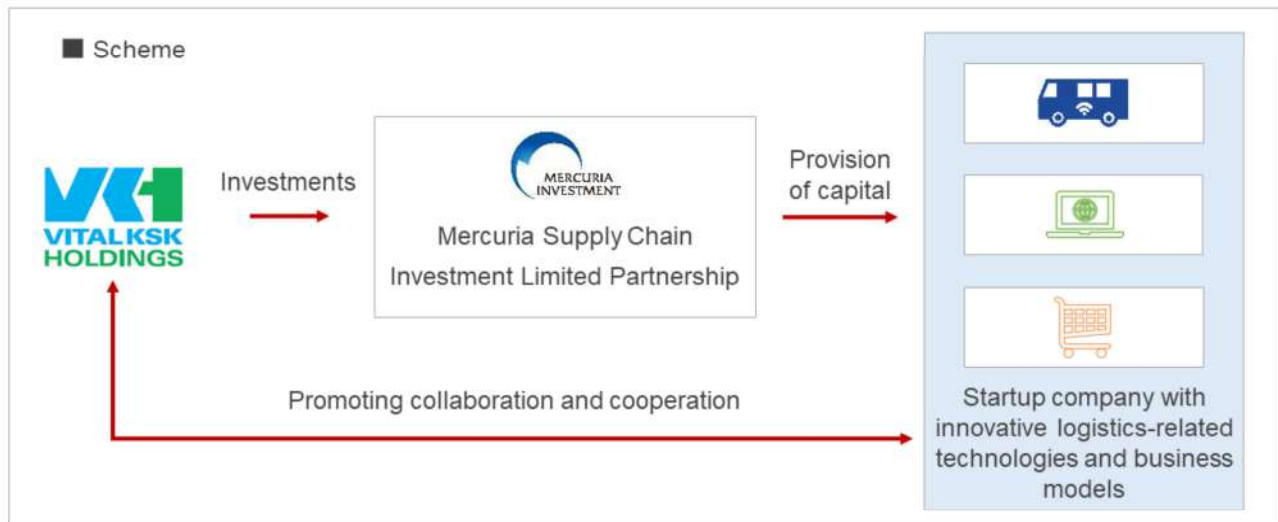 ■ Scheme
VKH
VITAL KSK
HOLDINGS
Investments
MERCURIA
INVESTMENT
Mercuria Supply Chain
Investment Limited Partnership
Provision
of capital
Promoting collaboration and cooperation
Startup company with
innovative logistics-related
technologies and business
models